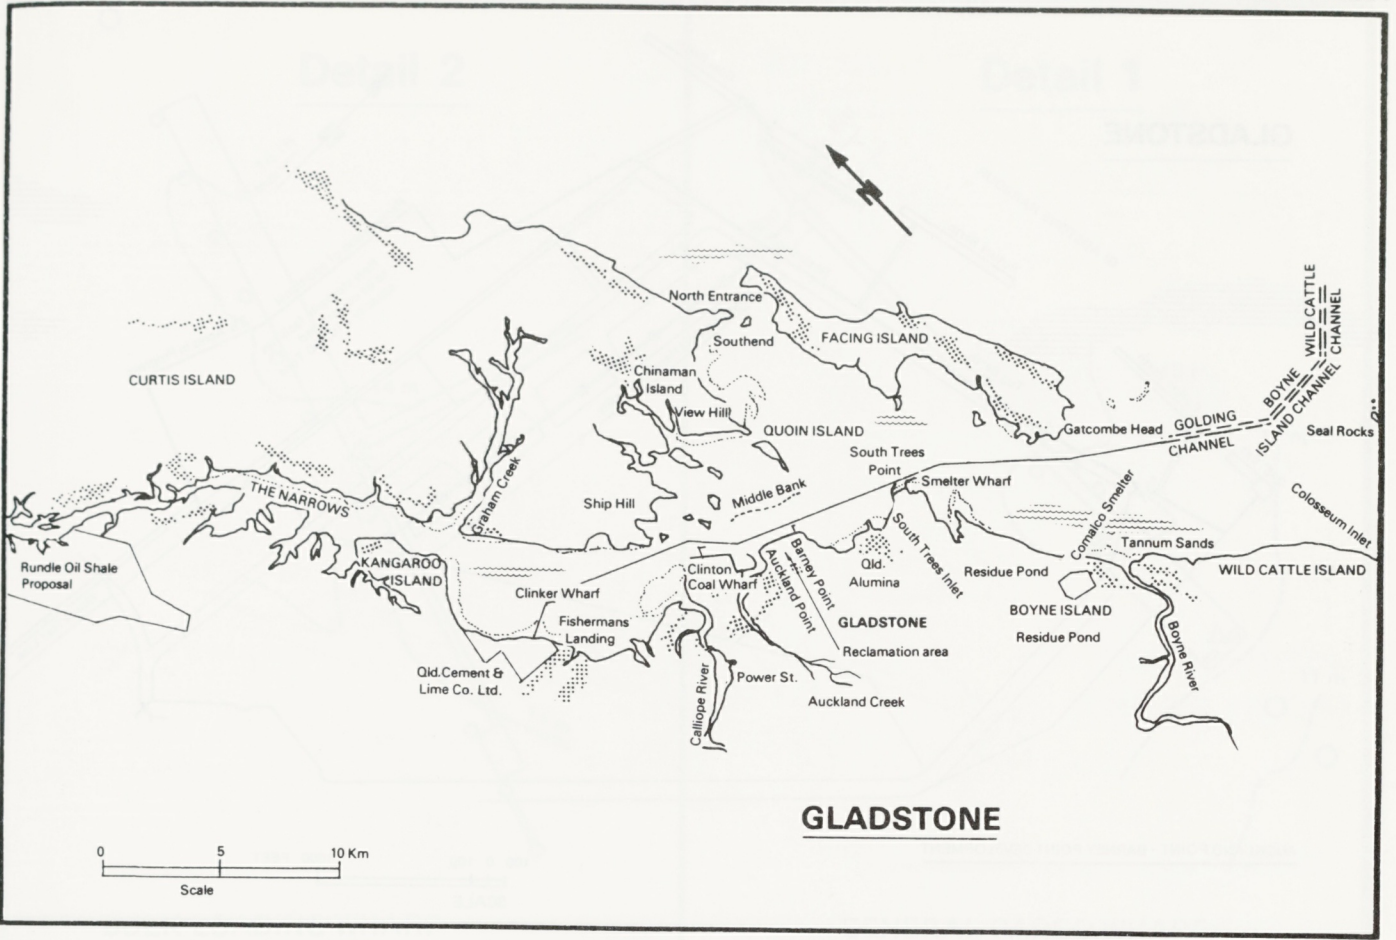 Detail 2
Detail 1
GLADSTONE
N
North Entrance
Southend
FACING ISLAND
WILD CATTLE
CHANNEL
CURTIS ISLAND
Chinaman
Island
View Hill
QUOIN ISLAND
BOYNE
ISLAND CHANNEL
GOLDING
CHANNEL
Gatcombe Head
Seal Rocks
South Trees
Point
Smelter Wharf
THE NARROWS
Graham Creek
Ship Hill
Middle Bank
Comalco Smelter
Colosseum Inlet
Tannum Sands
WILD CATTLE ISLAND
Rundle Oil Shale
Proposal
KANGAROO
ISLAND
Clinton
Coal Wharf
Barney Point
Auckland Point
Qld.
Alumina
South Trees Inlet
Residue Pond
Clinker Wharf
BOYNE ISLAND
Fishermans
Landing
GLADSTONE
Residue Pond
Reclamation area
Boyne River
Qld.Cement &
Lime Co. Ltd.
Calliope River
Power St.
Auckland Creek
GLADSTONE
0 5 10 Km
Scale